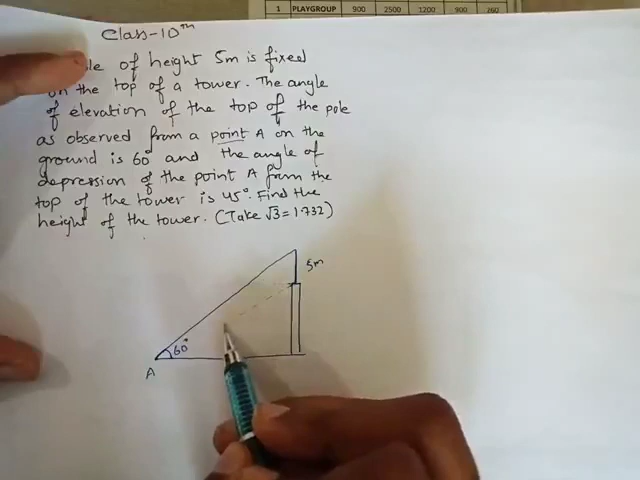 1 PLAYGROUP 900 2500 1200 900 760
Class-10th
of height 5m is fixed
on the top of a tower. The angle
of elevation of the top of the pole
as observed from a point A on the
ground is 60° and the angle of
depression of the point A from the
top of the tower is 45°. Find the
height of the tower. (Take √3=1.732)
5m
60°
A